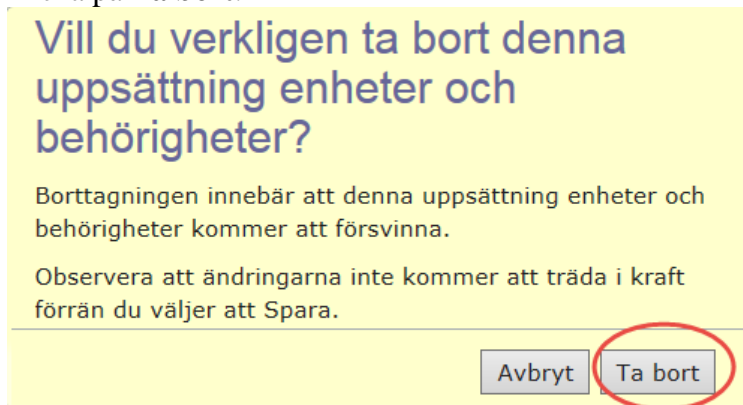 Vill du verkligen ta bort denna
uppsättning enheter och
behörigheter?
Borttagningen innebär att denna uppsättning enheter och
behörigheter kommer att försvinna.
Observera att ändringarna inte kommer att träda i kraft
förrän du väljer att Spara.
Avbryt Ta bort